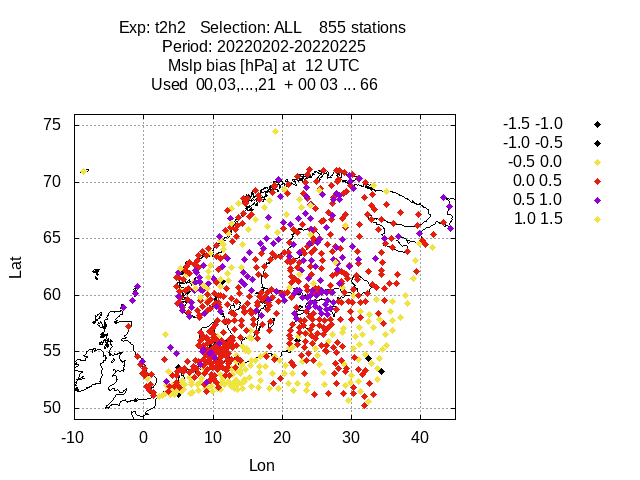 Exp: t2h2 Selection: ALL 855 stations
Period: 20220202-20220225
Mslp bias [hPa] at 12 UTC
Used 00,03,...,21 + 00 03 ... 66
-1.5 -1.0
-1.0 -0.5
-0.5 0.0
0.0 0.5
0.5 1.0
1.0 1.5
75
70
65
60
55
50
Lat
-10 0 10 20 30 40
Lon